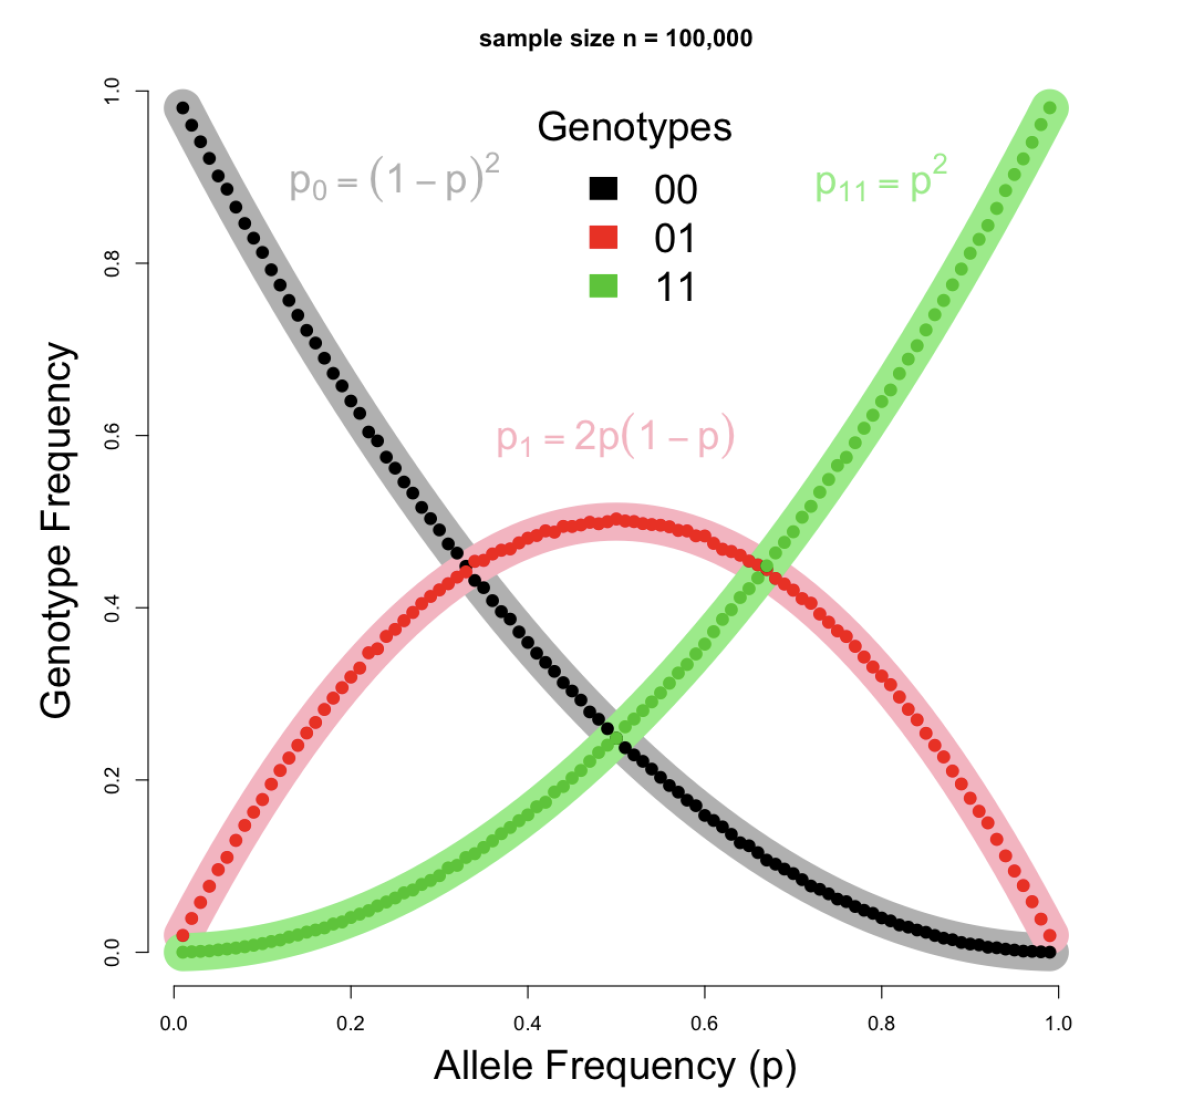 sample size n = 100,000
Genotypes
00
01
11
p₀ = (1 − p)²
p₁₁ = p²
p₁ = 2p(1 − p)
Genotype Frequency
1.0
0.8
0.6
0.4
0.2
0.0
0.0 0.2 0.4 0.6 0.8 1.0
Allele Frequency (p)